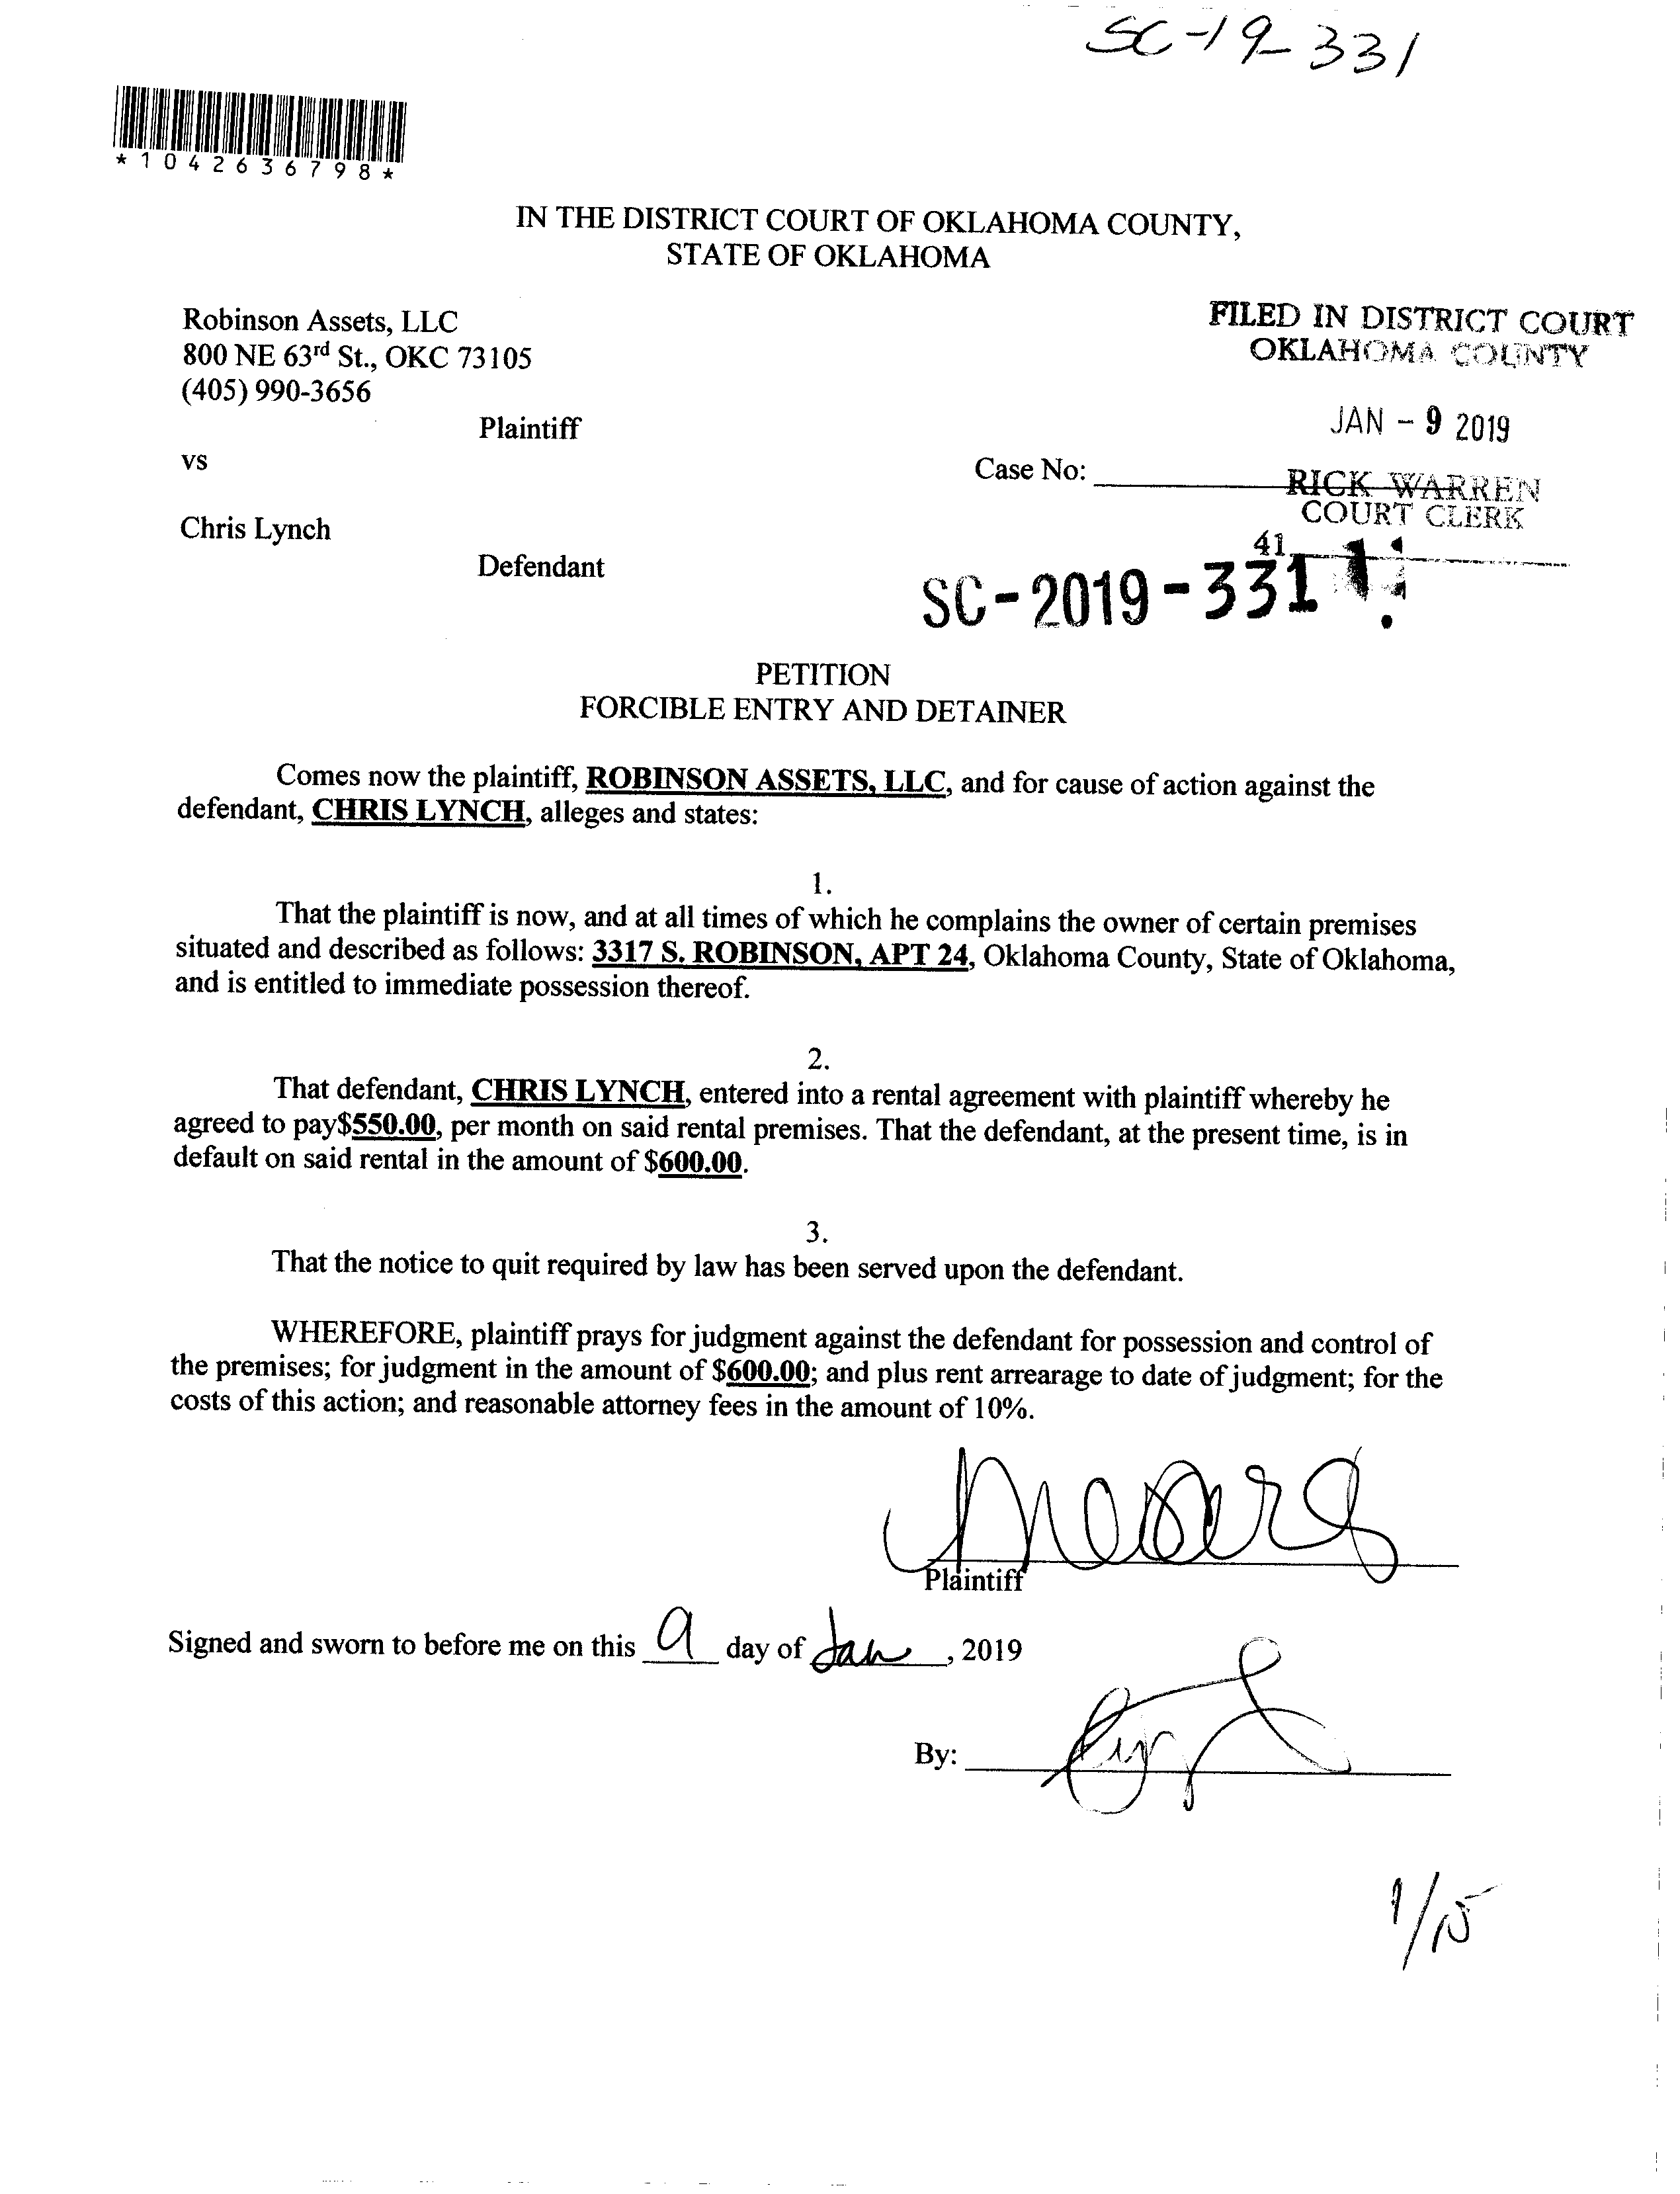 SC-19-331
*1042636798*
IN THE DISTRICT COURT OF OKLAHOMA COUNTY,
STATE OF OKLAHOMA
Robinson Assets, LLC
800 NE 63rd St., OKC 73105
(405) 990-3656
Plaintiff
vs
Chris Lynch
Defendant
FILED IN DISTRICT COURT
OKLAHOMA COUNTY
JAN - 9 2019
Case No:
RICK WARREN
COURT CLERK
41
SC-2019-331
PETITION
FORCIBLE ENTRY AND DETAINER
Comes now the plaintiff, ROBINSON ASSETS, LLC, and for cause of action against the
defendant, CHRIS LYNCH, alleges and states:
1.
That the plaintiff is now, and at all times of which he complains the owner of certain premises
situated and described as follows: 3317 S. ROBINSON, APT 24, Oklahoma County, State of Oklahoma,
and is entitled to immediate possession thereof.
2.
That defendant, CHRIS LYNCH, entered into a rental agreement with plaintiff whereby he
agreed to pay$550.00, per month on said rental premises. That the defendant, at the present time, is in
default on said rental in the amount of $600.00.
3.
That the notice to quit required by law has been served upon the defendant.
WHEREFORE, plaintiff prays for judgment against the defendant for possession and control of
the premises; for judgment in the amount of $600.00; and plus rent arrearage to date of judgment; for the
costs of this action; and reasonable attorney fees in the amount of 10%.
Plaintiff
Signed and sworn to before me on this 9 day of Jan, 2019
By:
1/15